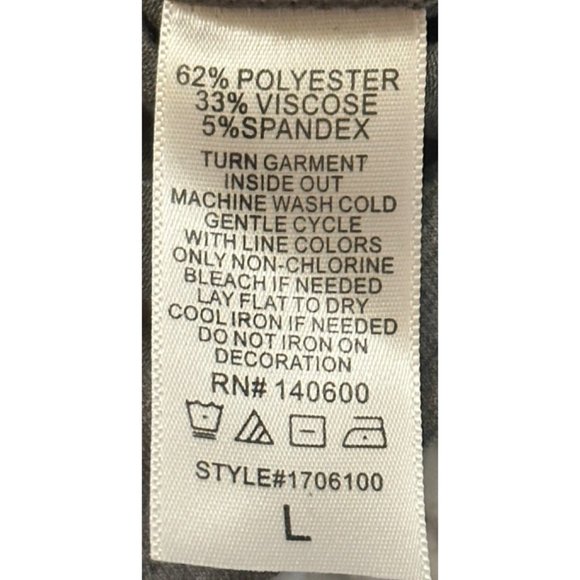 62% POLYESTER
33% VISCOSE
5%SPANDEX
TURN GARMENT
INSIDE OUT
MACHINE WASH COLD
GENTLE CYCLE
WITH LINE COLORS
ONLY NON-CHLORINE
BLEACH IF NEEDED
LAY FLAT TO DRY
COOL IRON IF NEEDED
DO NOT IRON ON
DECORATION
RN# 140600
STYLE#1706100
L